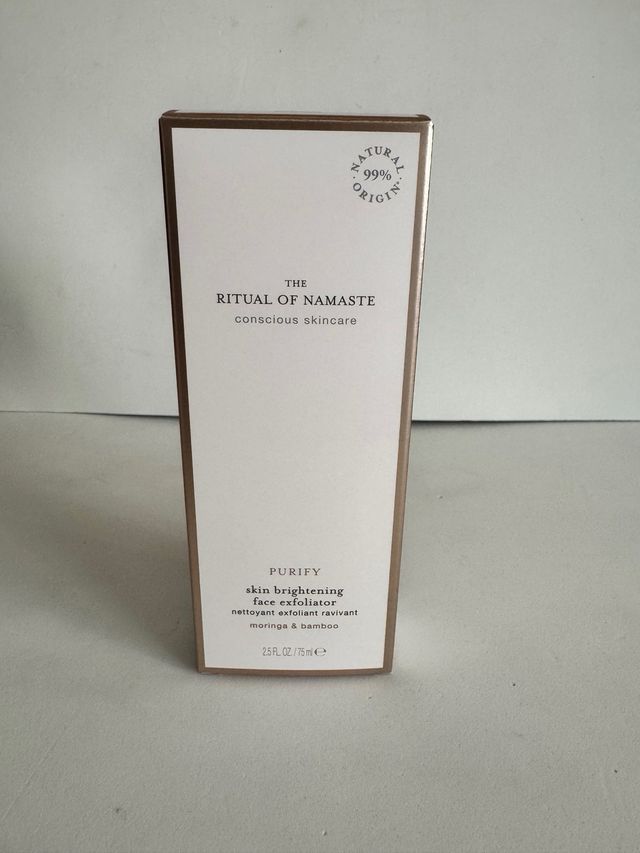 NATURAL
99%
ORIGIN*
THE
RITUAL OF NAMASTE
conscious skincare
PURIFY
skin brightening
face exfoliator
nettoyant exfoliant ravivant
moringa & bamboo
2.5 FL. OZ. / 75 ml ℮